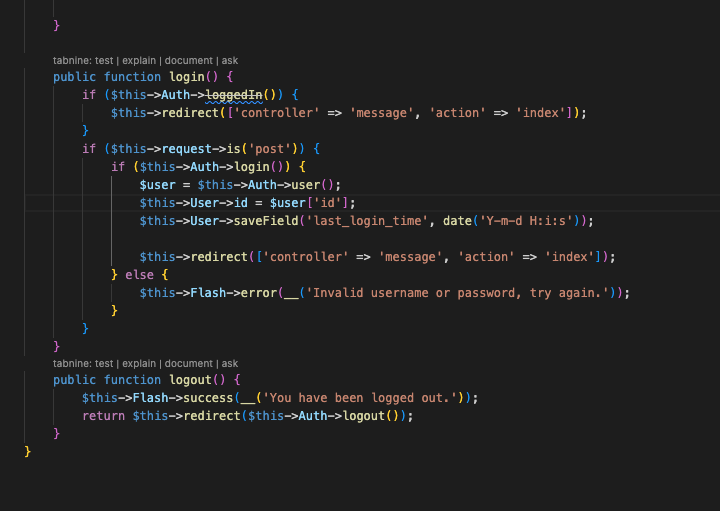 }
tabnine: test | explain | document | ask
public function login() {
if ($this->Auth->loggedIn()) {
$this->redirect(['controller' => 'message', 'action' => 'index']);
}
if ($this->request->is('post')) {
if ($this->Auth->login()) {
$user = $this->Auth->user();
$this->User->id = $user['id'];
$this->User->saveField('last_login_time', date('Y-m-d H:i:s'));
$this->redirect(['controller' => 'message', 'action' => 'index']);
} else {
$this->Flash->error(__('Invalid username or password, try again.'));
}
}
}
tabnine: test | explain | document | ask
public function logout() {
$this->Flash->success(__('You have been logged out.'));
return $this->redirect($this->Auth->logout());
}
}